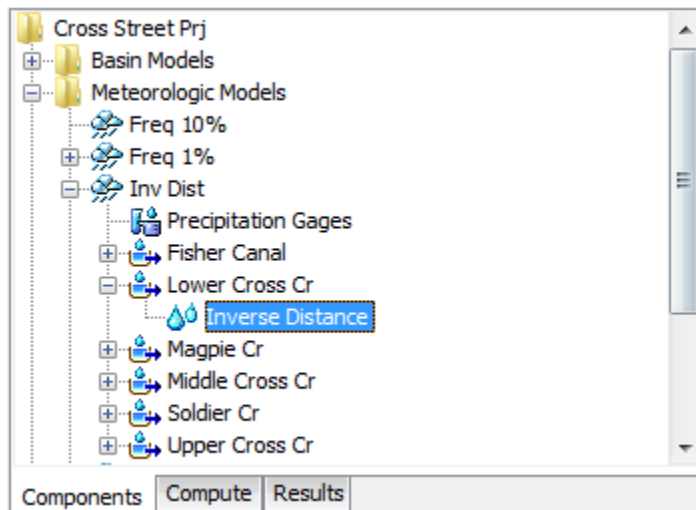 Cross Street Prj
Basin Models
Meteorologic Models
Freq 10%
Freq 1%
Inv Dist
Precipitation Gages
Fisher Canal
Lower Cross Cr
Inverse Distance
Magpie Cr
Middle Cross Cr
Soldier Cr
Upper Cross Cr
Components Compute Results